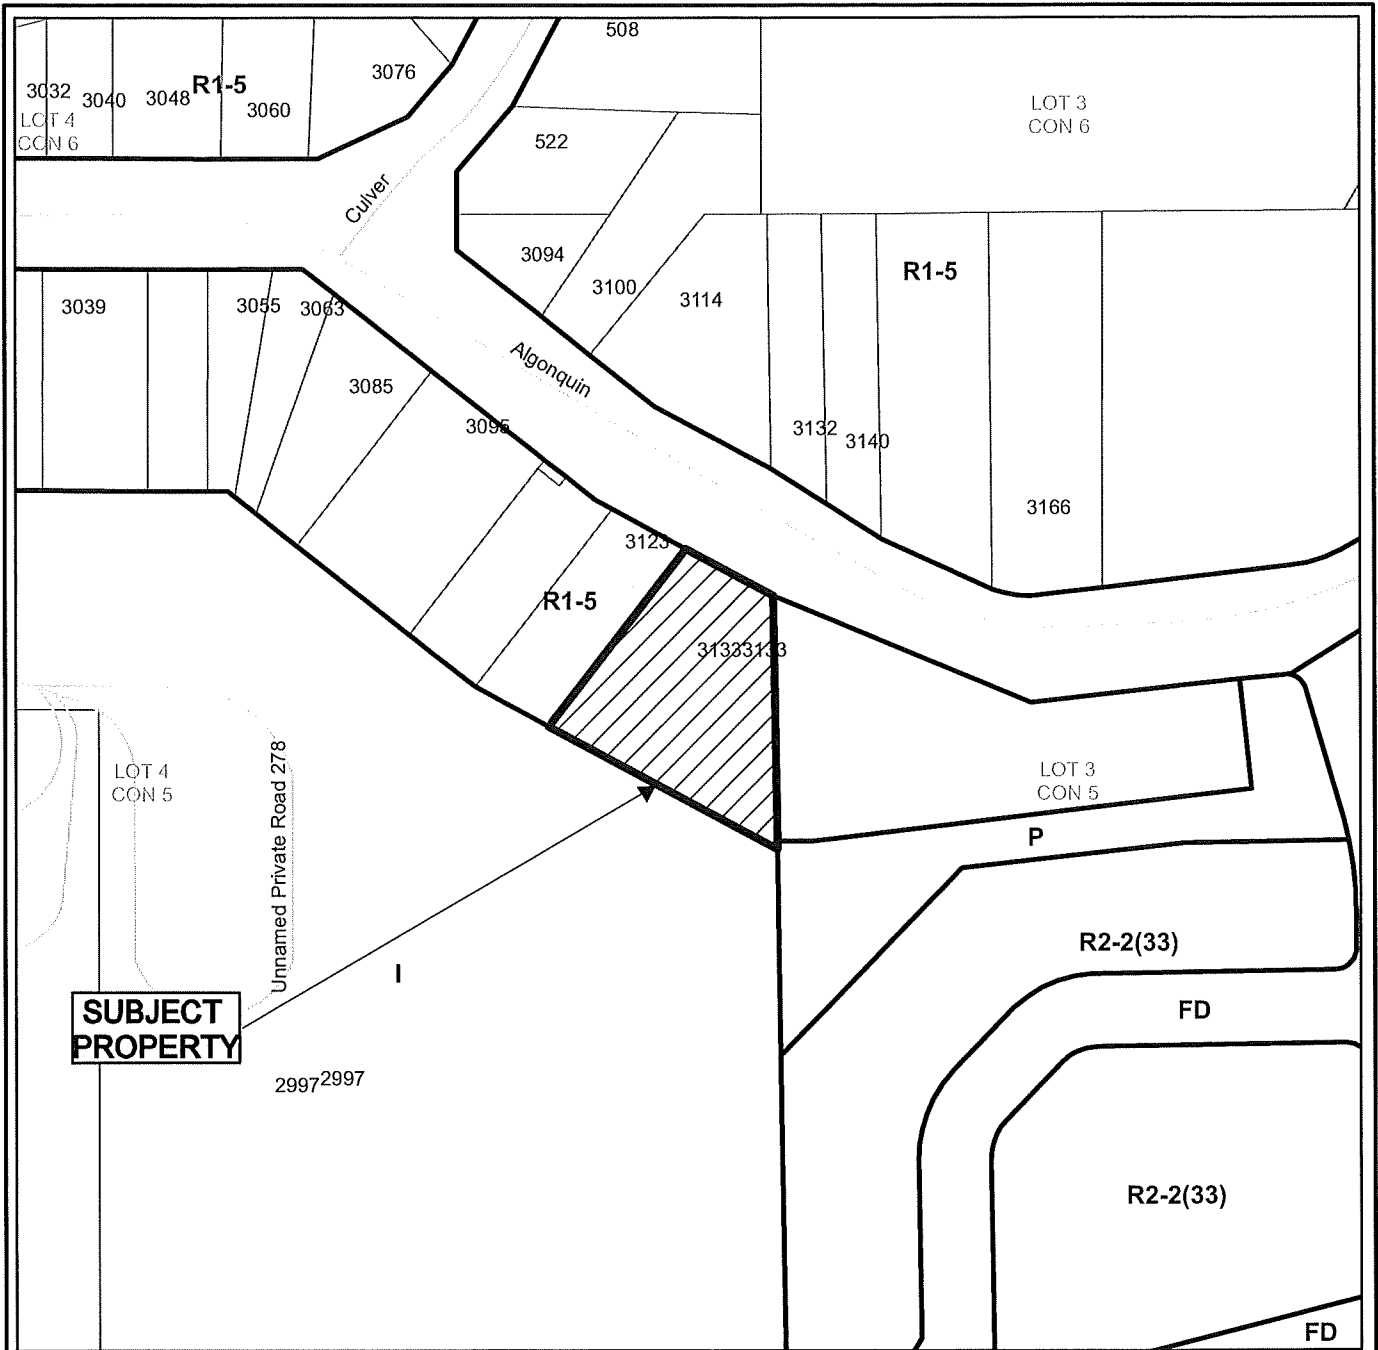 508
3032
3040
3048
R1-5
3060
3076
LOT 4
CON 6
LOT 3
CON 6
522
Culver
3094
3100
3114
R1-5
3039
3055
3063
Algonquin
3085
3095
3132
3140
3166
3123
R1-5
31333133
LOT 4
CON 5
Unnamed Private Road 278
LOT 3
CON 5
P
R2-2(33)
I
FD
SUBJECT
PROPERTY
29972997
R2-2(33)
FD